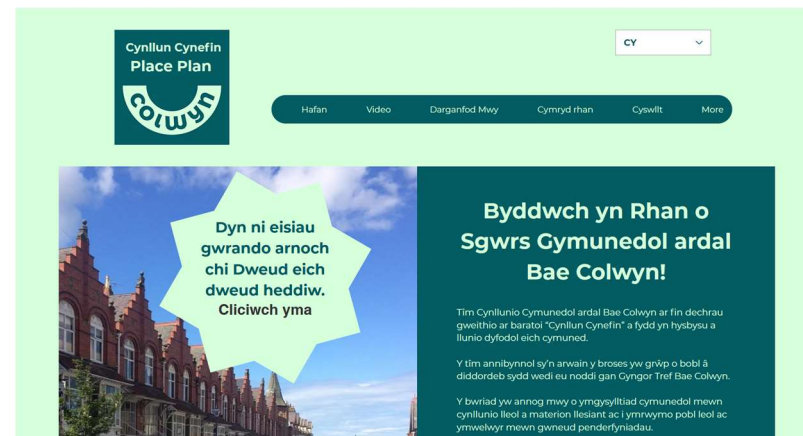 Cynllun Cynefin
Place Plan
colwyn
CY
Hafan Video Darganfod Mwy Cymryd rhan Cyswllt More
Dyn ni eisiau
gwrando arnoch
chi Dweud eich
dweud heddiw.
Cliciwch yma
Byddwch yn Rhan o
Sgwrs Gymunedol ardal
Bae Colwyn!
Tîm Cynllunio Cymunedol ardal Bae Colwyn ar fin dechrau
gweithio ar baratoi “Cynllun Cynefin” a fydd yn hysbysu a
llunio dyfodol eich cymuned.
Y tîm annibynnol sy'n arwain y broses yw grŵp o bobl â
diddordeb sydd wedi eu noddi gan Gyngor Tref Bae Colwyn.
Y bwriad yw annog mwy o ymgysylltiad cymunedol mewn
cynllunio lleol a materion llesiant ac i ymrwymo pobl leol ac
ymwelwyr mewn gwneud penderfyniadau.